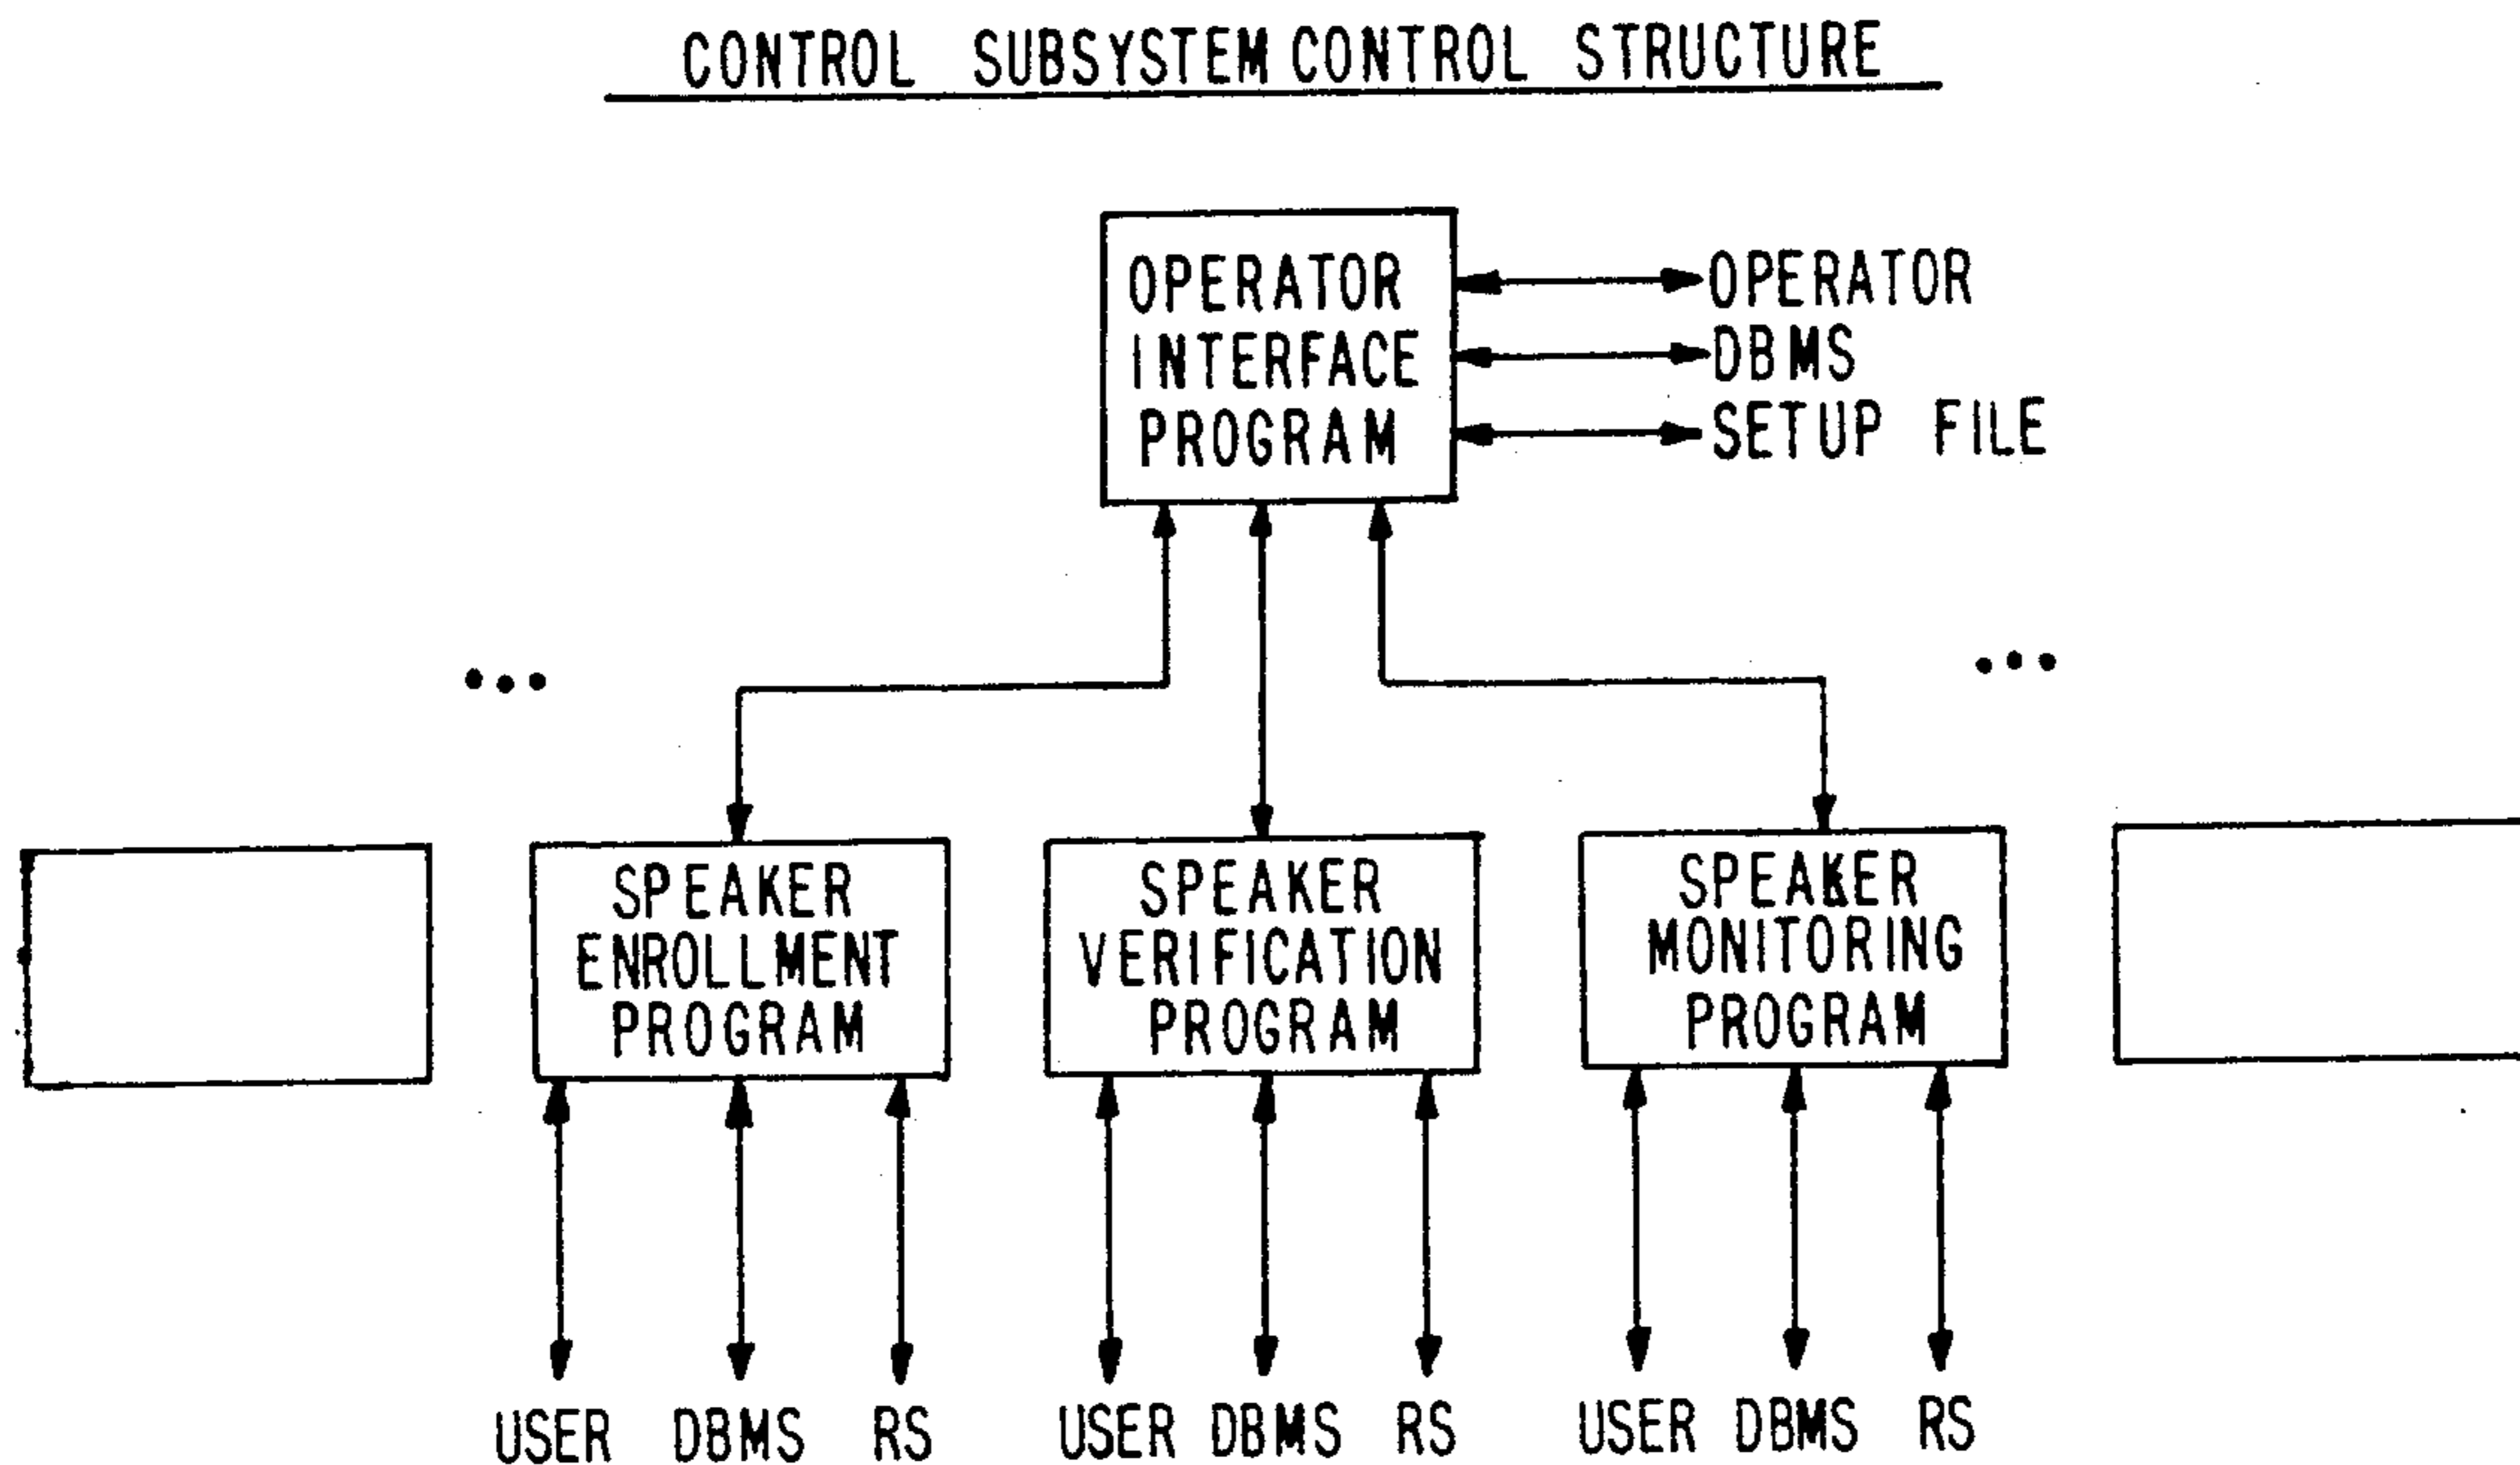 CONTROL SUBSYSTEM CONTROL STRUCTURE
OPERATOR
INTERFACE
PROGRAM
OPERATOR
DBMS
SETUP FILE
SPEAKER
ENROLLMENT
PROGRAM
SPEAKER
VERIFICATION
PROGRAM
SPEAKER
MONITORING
PROGRAM
USER DBMS RS
USER DBMS RS
USER DBMS RS